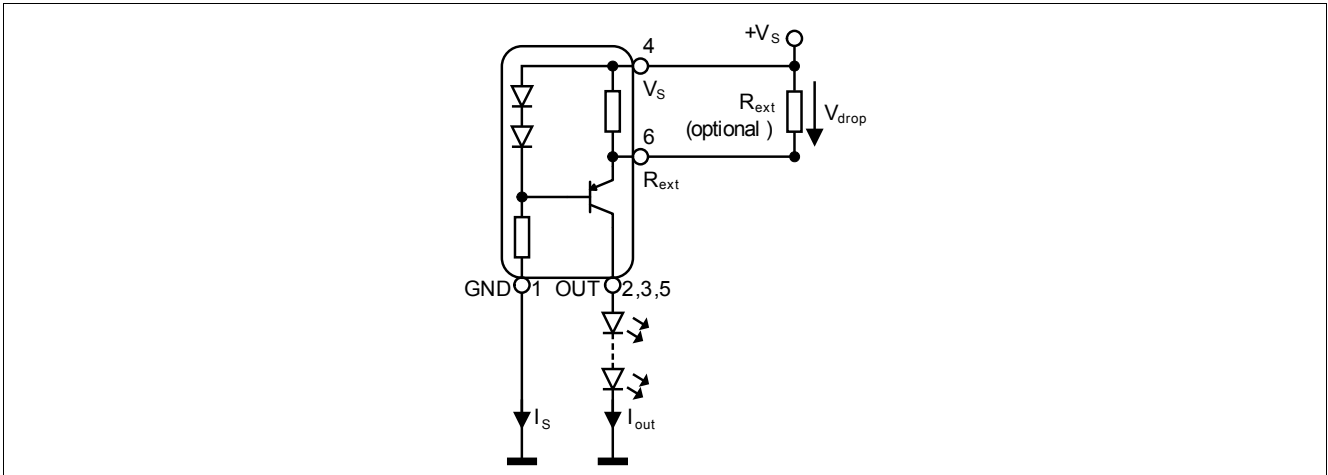 +VS
4
VS
Rext
(optional )
Vdrop
6
Rext
GND 1 OUT 2,3,5
IS
Iout